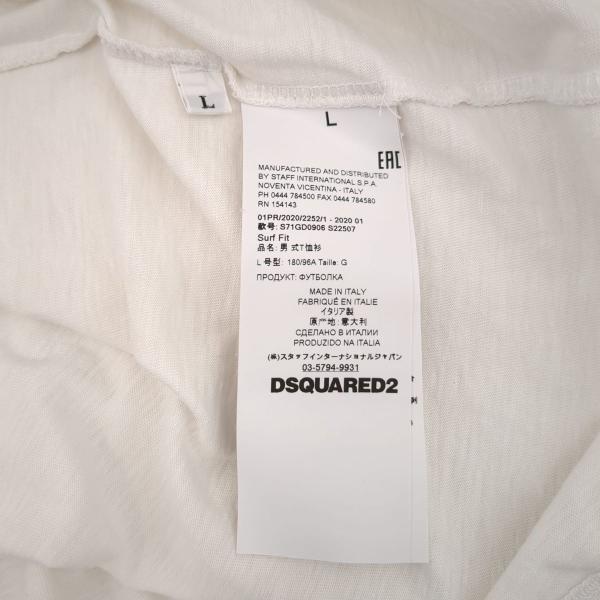 L
L
EAC
MANUFACTURED AND DISTRIBUTED
BY STAFF INTERNATIONAL S.P.A.
NOVENTA VICENTINA - ITALY
PH 0444 784500 FAX 0444 784580
RN 154143
01PR/2020/2252/1 - 2020 01
款号: S71GD0906 S22507
Surf Fit
品名: 男 式T恤衫
L 号型: 180/96A Taille: G
ПРОДУКТ: ФУТБОЛКА
MADE IN ITALY
FABRIQUÉ EN ITALIE
イタリア製
原产地: 意大利
СДЕЛАНО В ИТАЛИИ
PRODUZIDO NA ITALIA
(株)スタッフインターナショナルジャパン
03-5794-9931
DSQUARED2